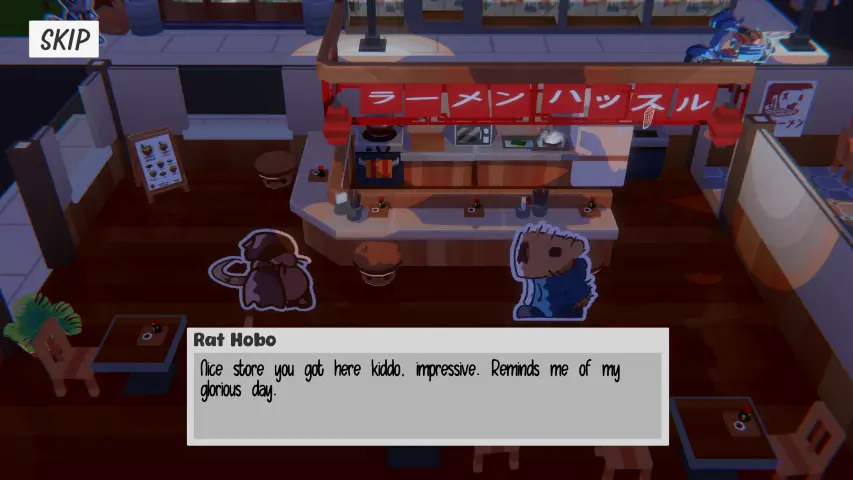 SKIP
ラーメンハッスル
Rat Hobo
Nice store you got here kiddo, impressive. Reminds me of my
glorious day.